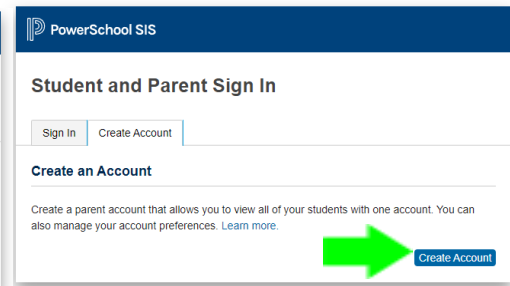 PowerSchool SIS
Student and Parent Sign In
Sign In
Create Account
Create an Account
Create a parent account that allows you to view all of your students with one account. You can
also manage your account preferences. Learn more.
Create Account